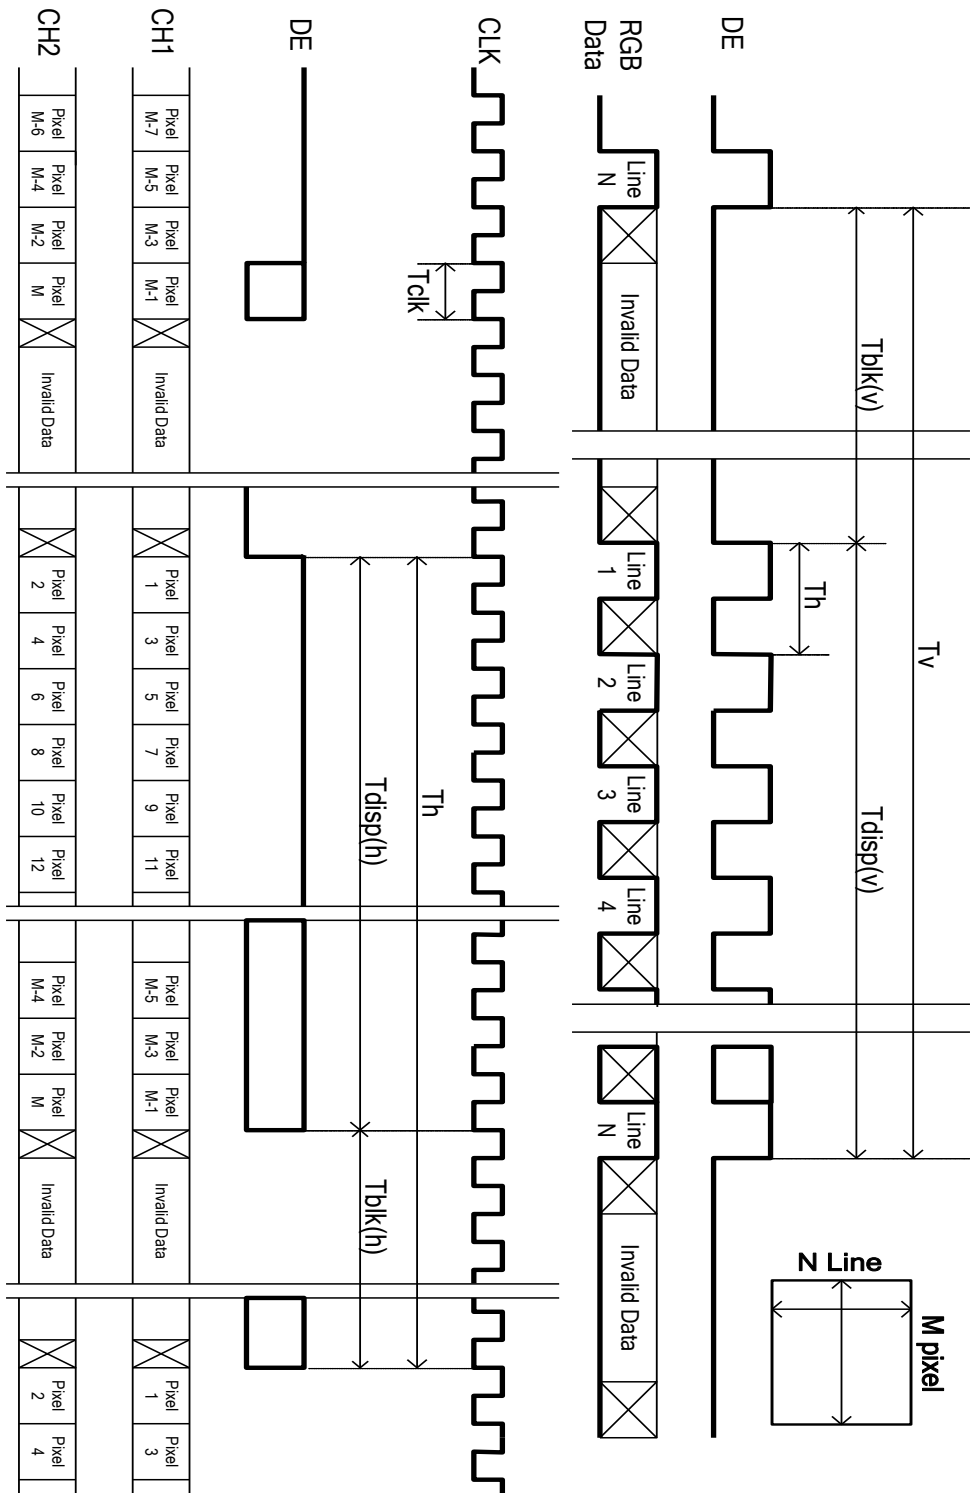 DE
Tv
Tblk(v)
Tdisp(v)
Th
M pixel
N Line
RGB
Data
Line
N
Invalid Data
Line
1
Line
2
Line
3
Line
4
Line
N
Invalid Data
CLK
Tclk
Th
DE
Tdisp(h)
Tblk(h)
CH1
Pixel
M-7
Pixel
M-5
Pixel
M-3
Pixel
M-1
Invalid Data
Pixel
1
Pixel
3
Pixel
5
Pixel
7
Pixel
9
Pixel
11
Pixel
M-5
Pixel
M-3
Pixel
M-1
Invalid Data
Pixel
1
Pixel
3
CH2
Pixel
M-6
Pixel
M-4
Pixel
M-2
Pixel
M
Invalid Data
Pixel
2
Pixel
4
Pixel
6
Pixel
8
Pixel
10
Pixel
12
Pixel
M-4
Pixel
M-2
Pixel
M
Invalid Data
Pixel
2
Pixel
4